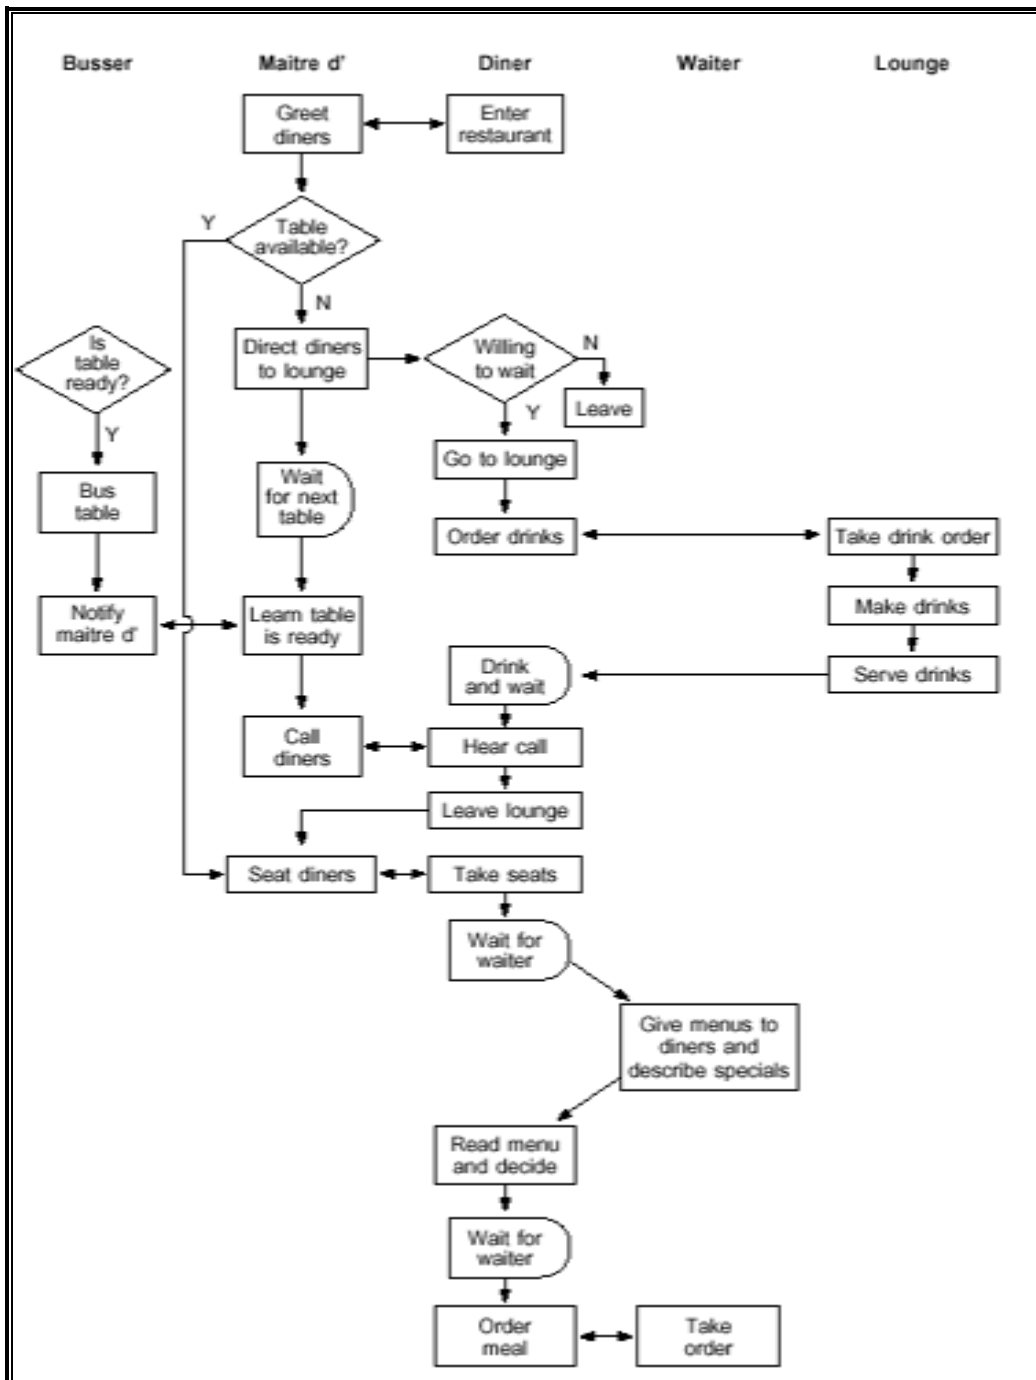 Busser
Maitre d'
Diner
Waiter
Lounge
Greet
diners
Enter
restaurant
Y
Table
available?
N
Is
table
ready?
Direct diners
to lounge
Willing
to wait
N
Leave
Y
Y
Go to lounge
Bus
table
Wait
for next
table
Order drinks
Take drink order
Notify
maitre d'
Learn table
is ready
Make drinks
Drink
and wait
Serve drinks
Call
diners
Hear call
Leave lounge
Seat diners
Take seats
Wait for
waiter
Give menus to
diners and
describe specials
Read menu
and decide
Wait for
waiter
Order
meal
Take
order